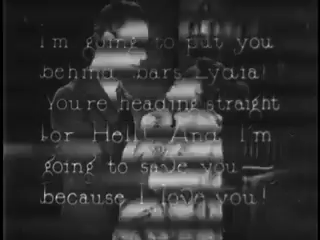 I'm going to put you
behind bars Lydia!
You're heading straight
for Hell! And I'm
going to save you
because I love you!